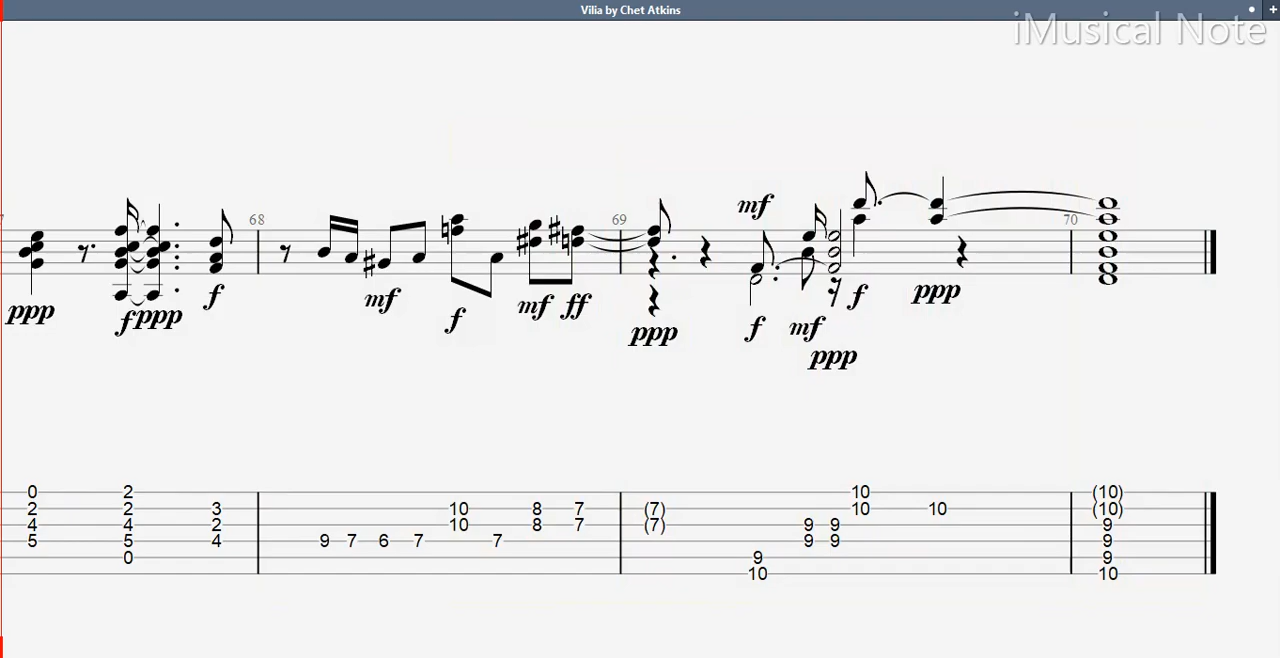 Vilia by Chet Atkins
iMusical Note
7 68 69 70
mf
ppp f ppp f mf f mf ff ppp f mf ppp f ppp
0 2 10 (10)
2 2 3 10 8 7 (7) 10 10 (10)
4 4 2 10 8 7 (7) 9 9 9
5 5 4 9 7 6 7 7 9 9 9
0 9 9
10 10